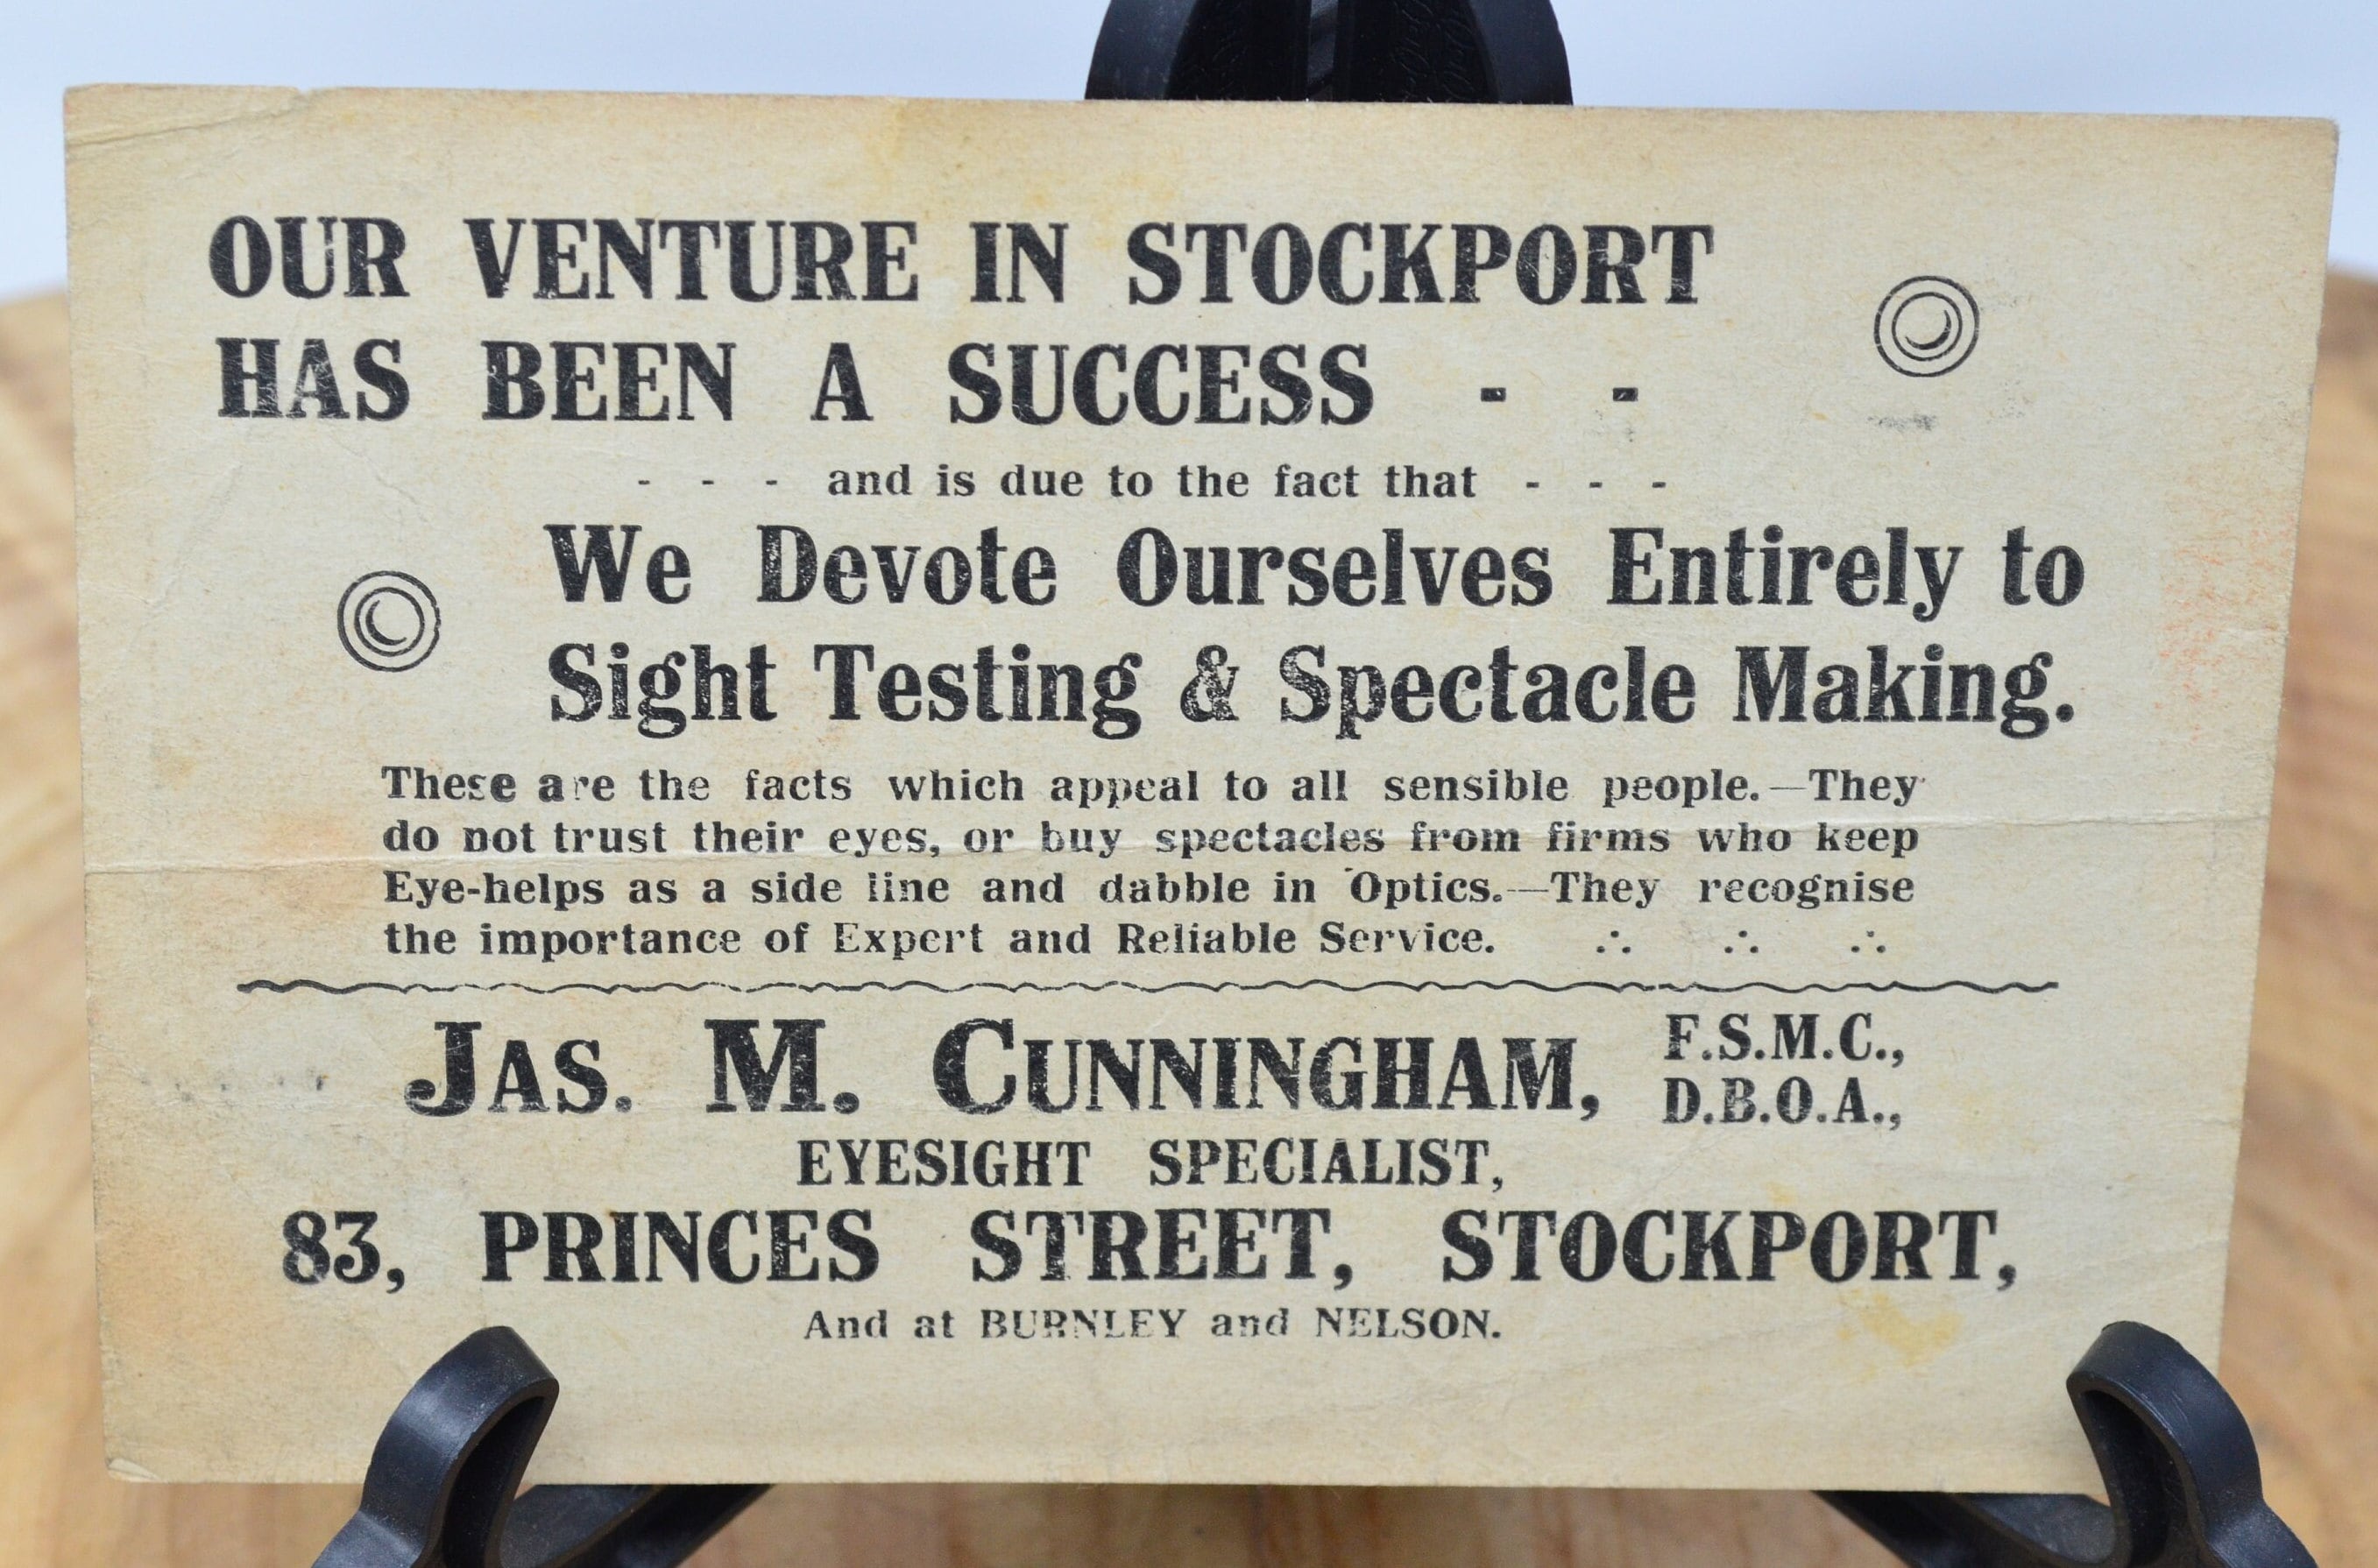 OUR VENTURE IN STOCKPORT
HAS BEEN A SUCCESS - -
- - - and is due to the fact that - - -
We Devote Ourselves Entirely to
Sight Testing & Spectacle Making.
These are the facts which appeal to all sensible people.—They
do not trust their eyes, or buy spectacles from firms who keep
Eye-helps as a side line and dabble in Optics.—They recognise
the importance of Expert and Reliable Service. ∴ ∴ ∴
JAS. M. CUNNINGHAM, F.S.M.C.,
D.B.O.A.,
EYESIGHT SPECIALIST,
83, PRINCES STREET, STOCKPORT,
And at BURNLEY and NELSON.